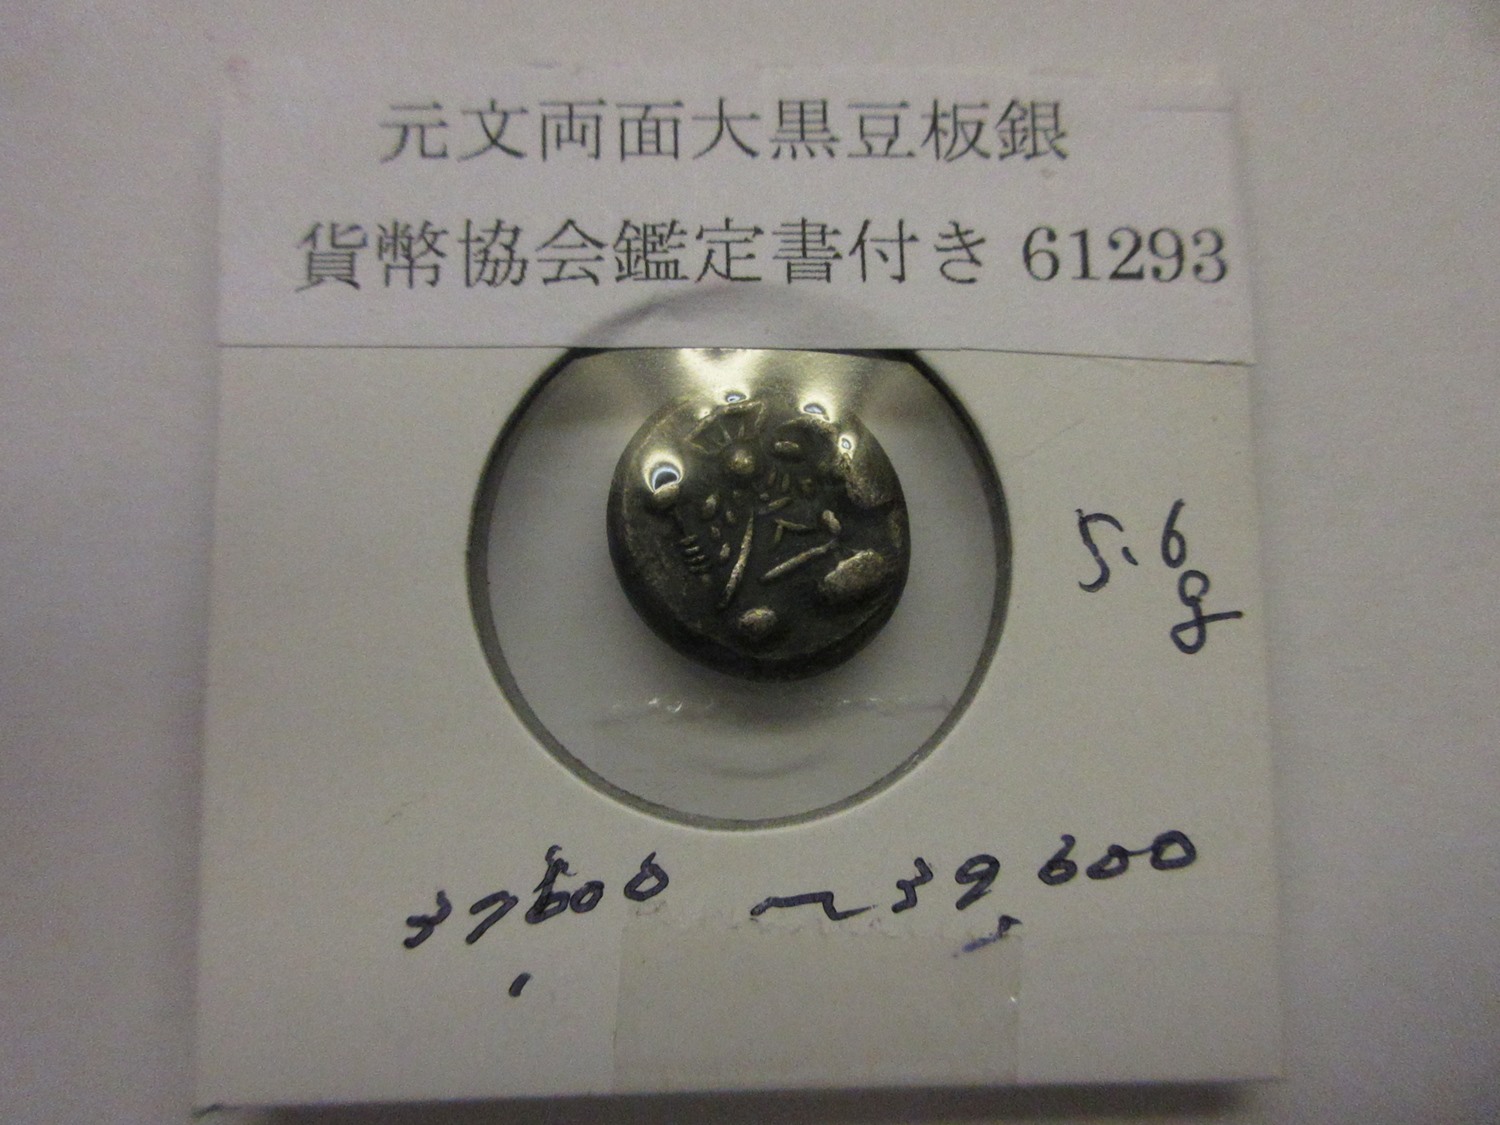 元文両面大黒豆板銀
貨幣協会鑑定書付き 61293
5.6g
37,600 〜 39,600